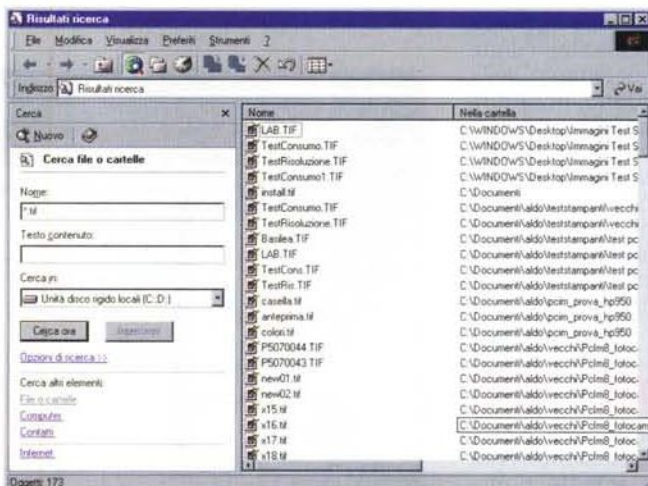 Risultati ricerca
File Modifica Visualizza Preferiti Strumenti ?
Indirizzo Risultati ricerca Vai
Cerca
Nuovo
Cerca file o cartelle
Nome:
*.tif
Testo contenuto:
Cerca in:
Unità disco rigido locali (C:;D:)
Cerca ora Interrompi
Opzioni di ricerca >>
Cerca altri elementi:
File o cartelle
Computer
Contatti
Internet
Nome Nella cartella
LAB.TIF C:\WINDOWS\Desktop\Immagini Test S
TestConsumo.TIF C:\WINDOWS\Desktop\Immagini Test S
TestRisoluzione.TIF C:\WINDOWS\Desktop\Immagini Test S
TestConsumo1.TIF C:\WINDOWS\Desktop\Immagini Test S
install.tif C:\Documenti
TestConsumo.TIF C:\Documenti\aldo\teststampanti\vecchi
TestRisoluzione.TIF C:\Documenti\aldo\teststampanti\vecchi
Basilea.TIF C:\Documenti\aldo\teststampanti\test pc
LAB.TIF C:\Documenti\aldo\teststampanti\test pc
TestCons.TIF C:\Documenti\aldo\teststampanti\test pc
TestRis.TIF C:\Documenti\aldo\teststampanti\test pc
casella.tif C:\Documenti\aldo\pcim_prova_hp950
anteprima.tif C:\Documenti\aldo\pcim_prova_hp950
colori.tif C:\Documenti\aldo\pcim_prova_hp950
P5070044.TIF C:\Documenti\aldo\vecchi\PcIm8_fotoc
P5070043.TIF C:\Documenti\aldo\vecchi\PcIm8_fotoc
new01.tif C:\Documenti\aldo\vecchi\PcIm8_fotoc
new02.tif C:\Documenti\aldo\vecchi\PcIm8_fotoc
x15.tif C:\Documenti\aldo\vecchi\PcIm8_fotoc
x16.tif C:\Documenti\aldo\vecchi\PcIm8_fotocam
x17.tif C:\Documenti\aldo\vecchi\PcIm8_fotoc
x18.tif C:\Documenti\aldo\vecchi\PcIm8_fotoc
Oggetti: 173